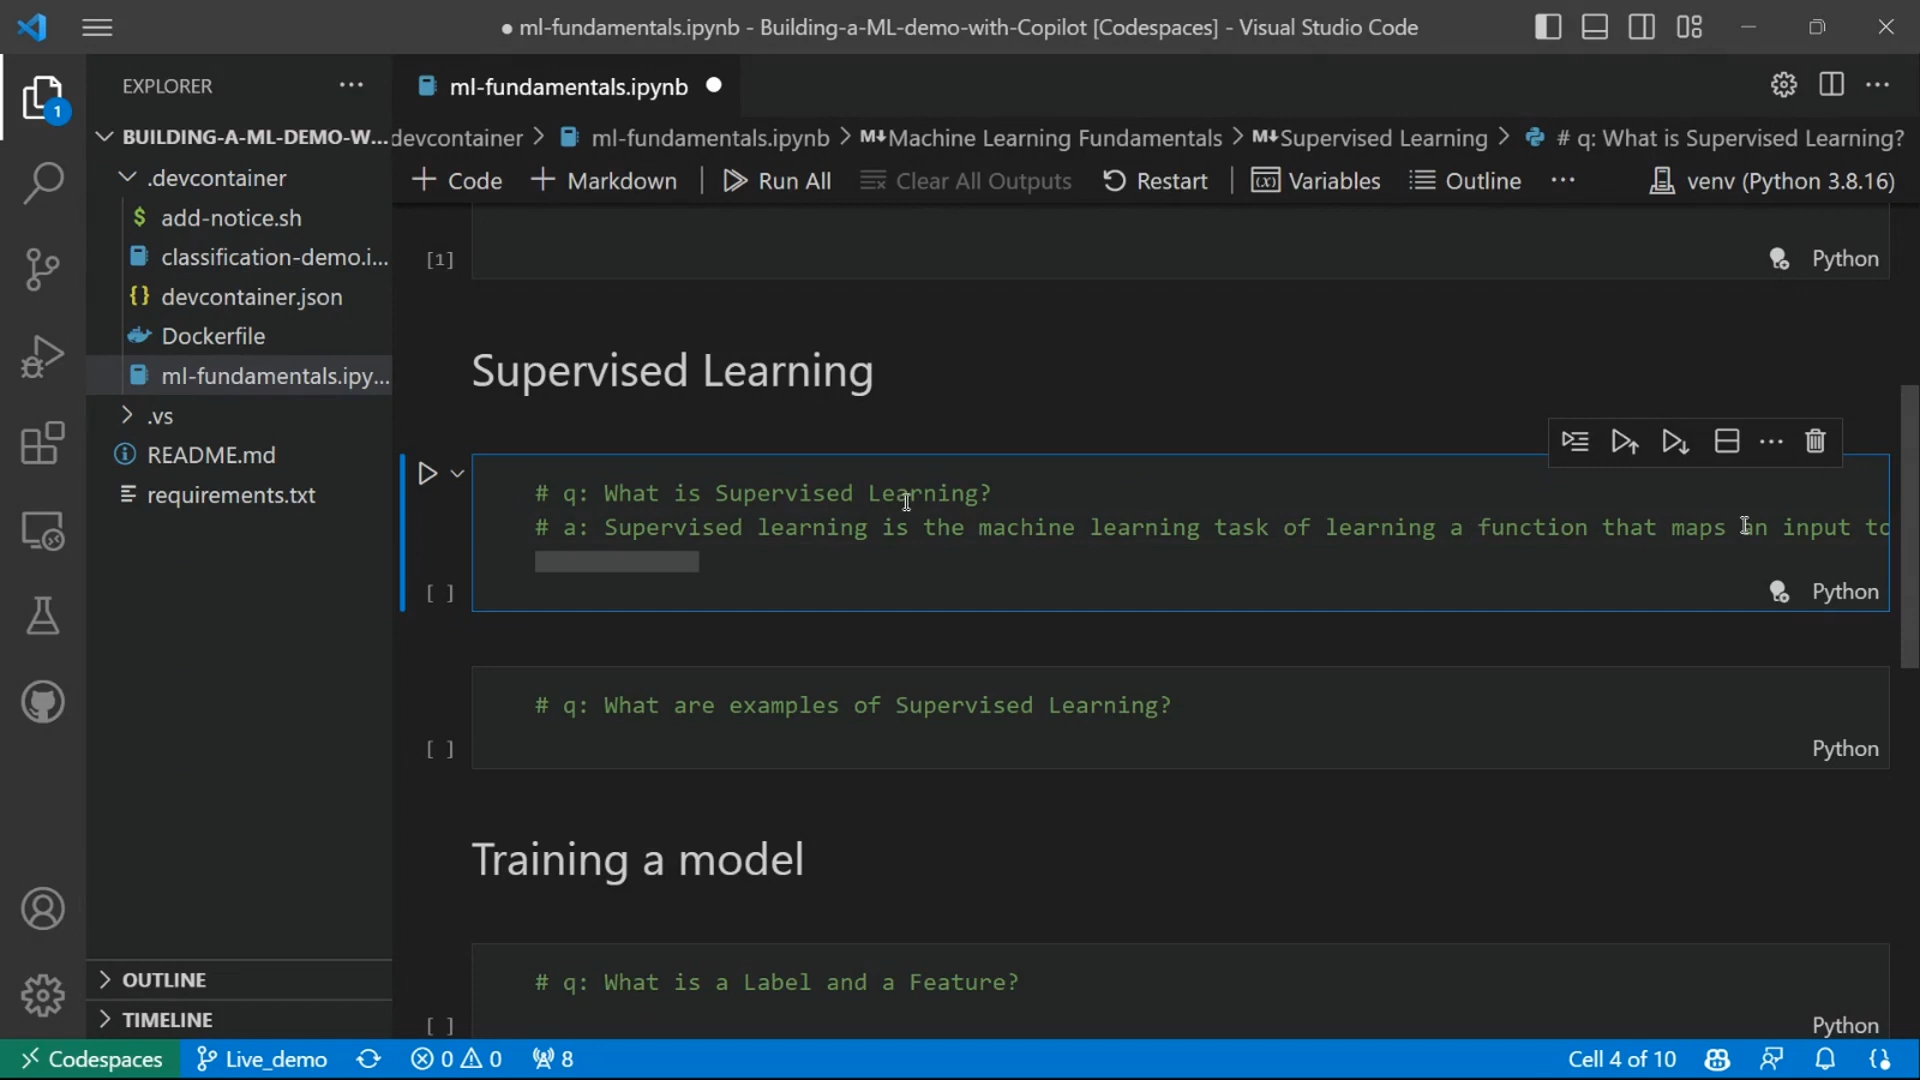 ● ml-fundamentals.ipynb - Building-a-ML-demo-with-Copilot [Codespaces] - Visual Studio Code
EXPLORER ...
ml-fundamentals.ipynb
1
BUILDING-A-ML-DEMO-W...
devcontainer > ml-fundamentals.ipynb > M↓Machine Learning Fundamentals > M↓Supervised Learning > # q: What is Supervised Learning?
.devcontainer
+ Code + Markdown Run All Clear All Outputs Restart Variables Outline ... venv (Python 3.8.16)
$ add-notice.sh
classification-demo.i...
{} devcontainer.json
Dockerfile
ml-fundamentals.ipy...
.vs
README.md
requirements.txt
[1]
Python
Supervised Learning
# q: What is Supervised Learning?
# a: Supervised learning is the machine learning task of learning a function that maps an input to
[ ]
Python
# q: What are examples of Supervised Learning?
[ ]
Python
Training a model
# q: What is a Label and a Feature?
[ ]
Python
OUTLINE
TIMELINE
Codespaces Live_demo 0 0 8 Cell 4 of 10